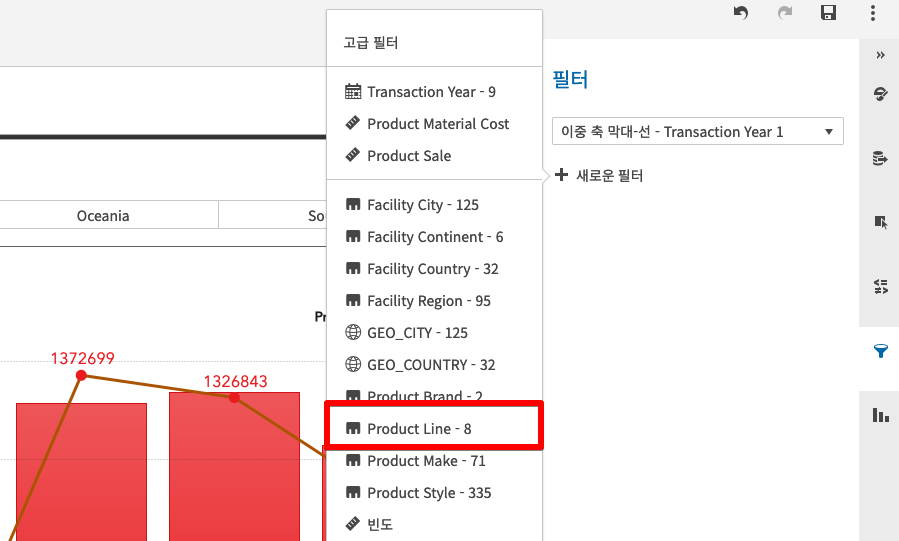 고급 필터
Transaction Year - 9
Product Material Cost
Product Sale
Facility City - 125
Facility Continent - 6
Facility Country - 32
Facility Region - 95
GEO_CITY - 125
GEO_COUNTRY - 32
Product Brand - 2
Product Line - 8
Product Make - 71
Product Style - 335
빈도
필터
이중 축 막대-선 - Transaction Year 1
새로운 필터
Oceania
1372699
1326843